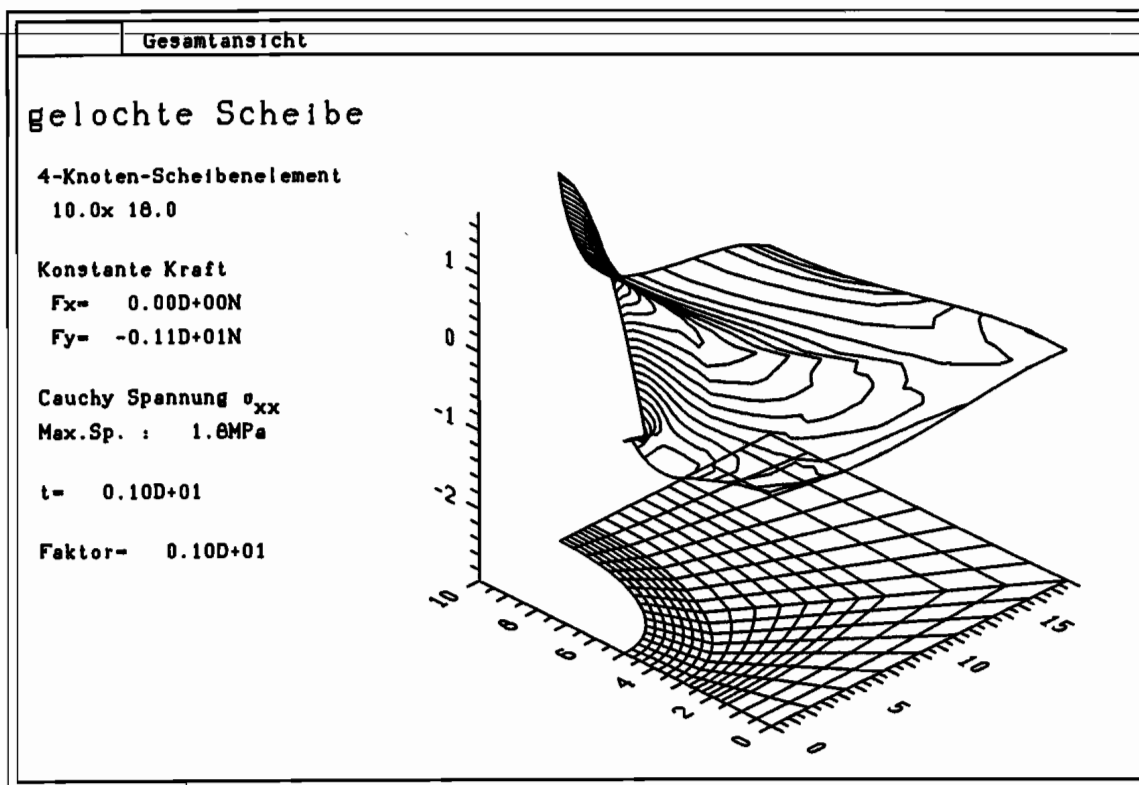 Gesamtansicht
gelochte Scheibe
4-Knoten-Scheibenelement
10.0x 18.0
Konstante Kraft
Fx= 0.00D+00N
Fy= -0.11D+01N
Cauchy Spannung σxx
Max.Sp. : 1.8MPa
t= 0.10D+01
Faktor= 0.10D+01
1
0
-1
-2
10
8
6
4
2
0
0
5
10
15